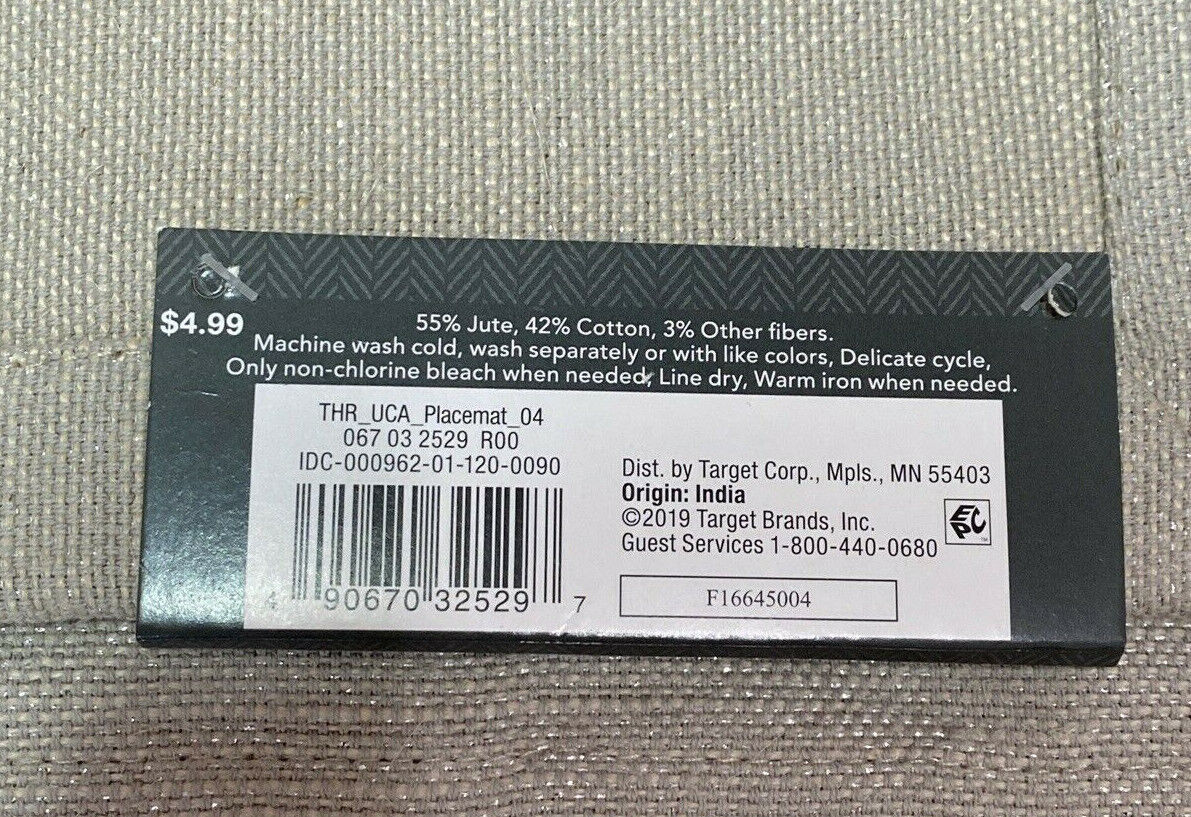 $4.99
55% Jute, 42% Cotton, 3% Other fibers.
Machine wash cold, wash separately or with like colors, Delicate cycle,
Only non-chlorine bleach when needed, Line dry, Warm iron when needed.
THR_UCA_Placemat_04
067 03 2529 R00
IDC-000962-01-120-0090
4 90670 32529 7
Dist. by Target Corp., Mpls., MN 55403
Origin: India
©2019 Target Brands, Inc.
Guest Services 1-800-440-0680
EPC
™
F16645004